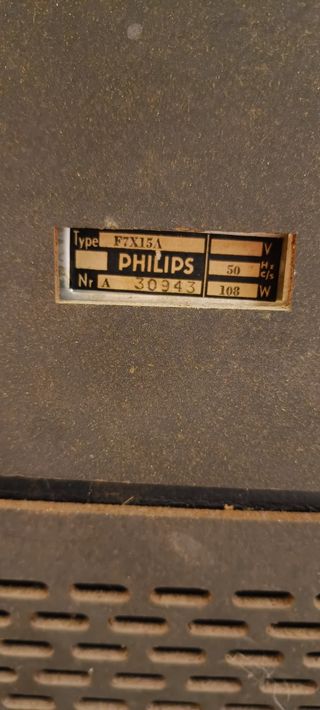 Type F7X15A V
PHILIPS 50 Hz c/s
Nr A 30943 108 W